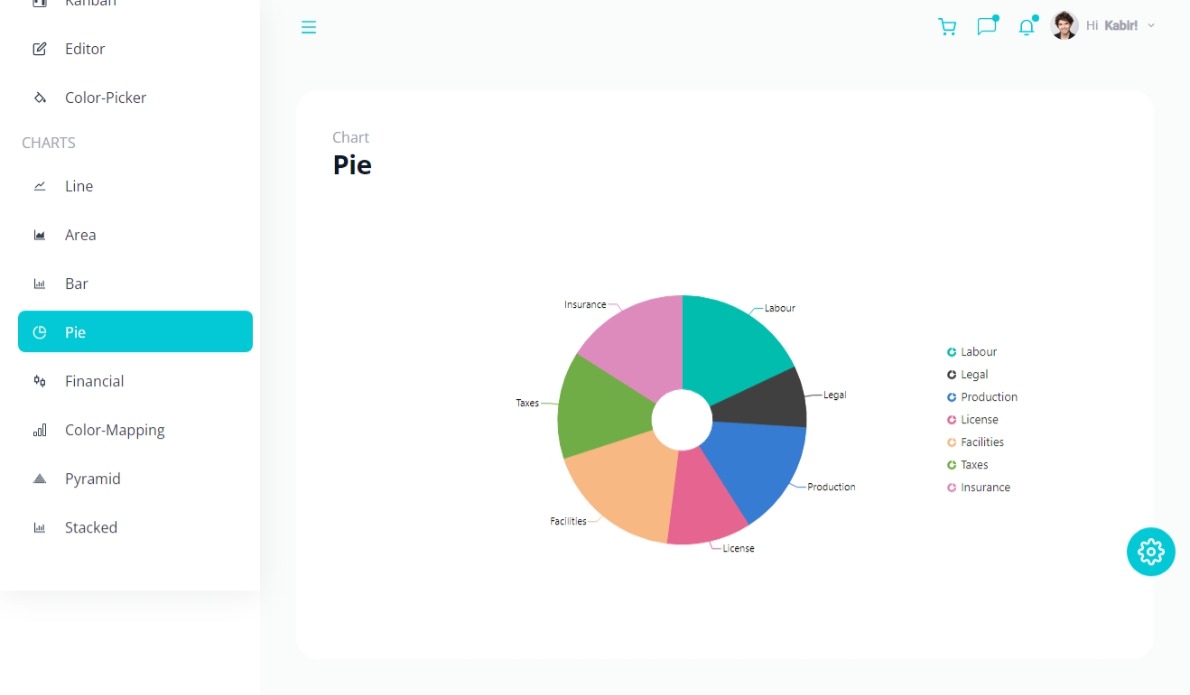 Kanban
Editor
Color-Picker
CHARTS
Line
Area
Bar
Pie
Financial
Color-Mapping
Pyramid
Stacked
Hi Kabir!
Chart
Pie
Insurance
Labour
Taxes
Legal
Production
Facilities
License
Labour
Legal
Production
License
Facilities
Taxes
Insurance